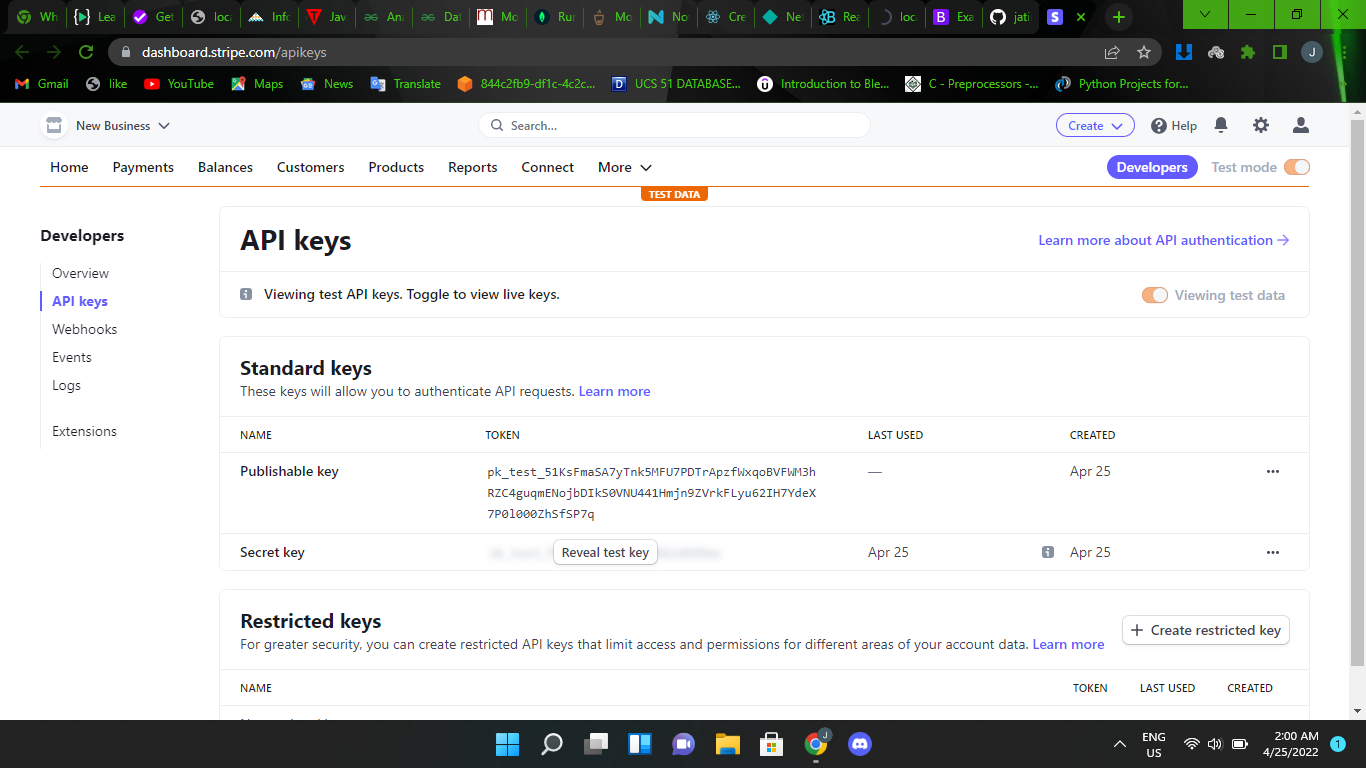 Wh
Lea
Get
loca
Info
Jav
Ana
Dat
Mo
Rur
Mo
No
Cre
Net
Rea
loca
Exa
jati
dashboard.stripe.com/apikeys
Gmail
like
YouTube
Maps
News
Translate
844c2fb9-df1c-4c2c...
UCS 51 DATABASE...
Introduction to Ble...
C - Preprocessors -...
Python Projects for...
New Business
Search...
Create
Help
Home Payments Balances Customers Products Reports Connect More
Developers
Test mode
TEST DATA
Developers
Overview
API keys
Webhooks
Events
Logs
Extensions
API keys
Learn more about API authentication
Viewing test API keys. Toggle to view live keys.
Viewing test data
Standard keys
These keys will allow you to authenticate API requests. Learn more
NAME TOKEN LAST USED CREATED
Publishable key
pk_test_51KsFmaSA7yTnk5MFU7PDTrApzfWxqoBVFWM3h
RZC4guqmENojbDIkS0VNU441Hmjn9ZVrkFLyu62IH7YdeX
7P0l000ZhSfSP7q
—
Apr 25
Secret key
Reveal test key
Apr 25
Apr 25
Restricted keys
For greater security, you can create restricted API keys that limit access and permissions for different areas of your account data. Learn more
Create restricted key
NAME TOKEN LAST USED CREATED
ENG
US
2:00 AM
4/25/2022
1